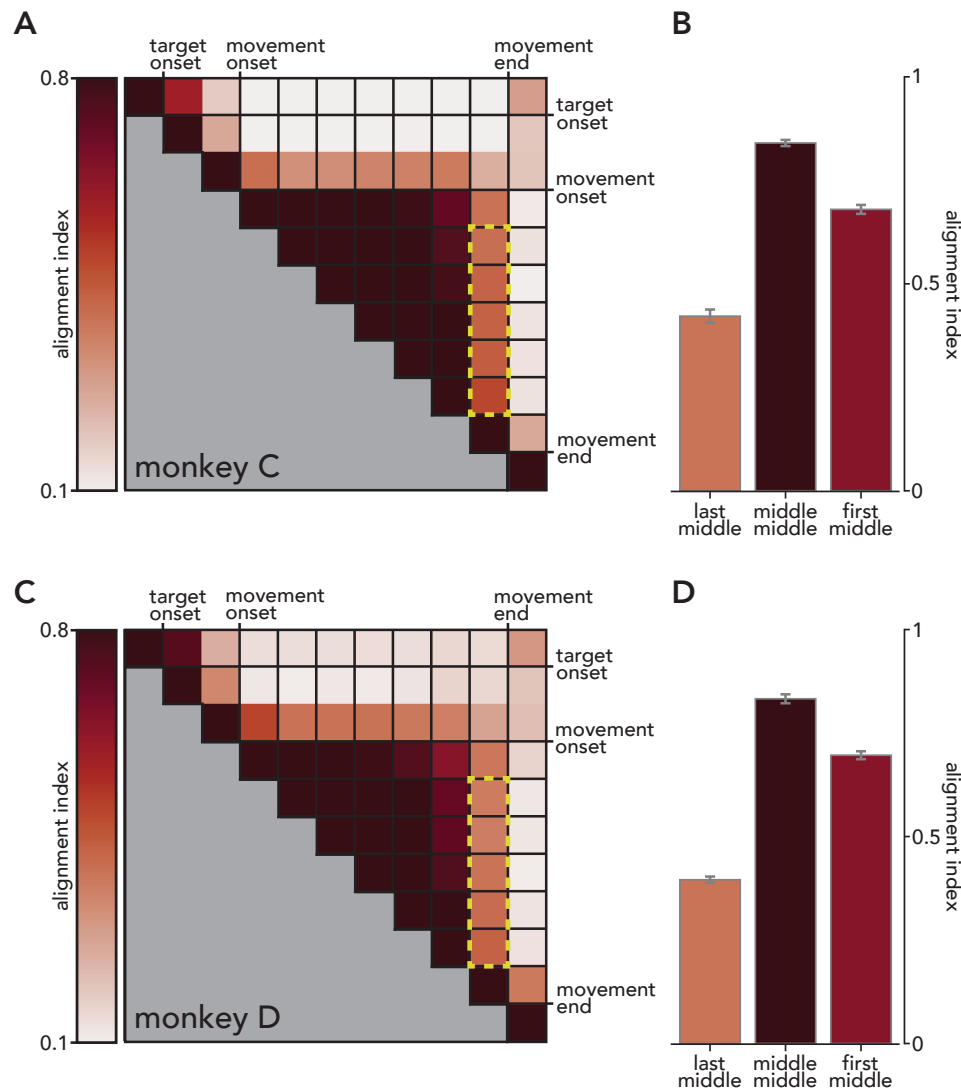 A
target
onset
movement
onset
movement
end
0.8
alignment index
0.1
target
onset
movement
onset
movement
end
monkey C
B
1
0.5
0
alignment index
last
middle
middle
middle
first
middle
C
target
onset
movement
onset
movement
end
0.8
alignment index
0.1
target
onset
movement
onset
movement
end
monkey D
D
1
0.5
0
alignment index
last
middle
middle
middle
first
middle